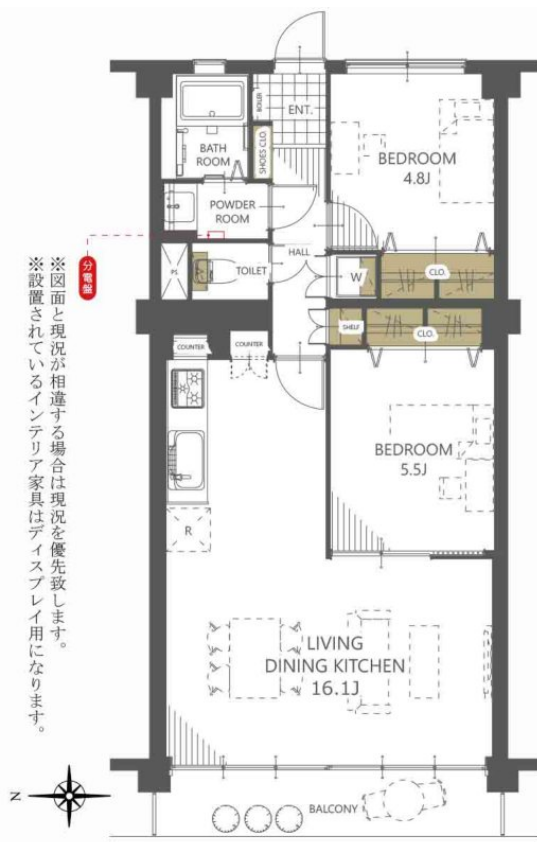 BOILER
ENT.
BATH
ROOM
SHOES CLO.
BEDROOM
4.8J
POWDER
ROOM
HALL
TOILET
PS
W
CLO.
分電盤
COUNTER
COUNTER
SHELF
CLO.
BEDROOM
5.5J
R
LIVING
DINING KITCHEN
16.1J
BALCONY
※図面と現況が相違する場合は現況を優先致します。
※設置されているインテリア家具はディスプレイ用になります。
N